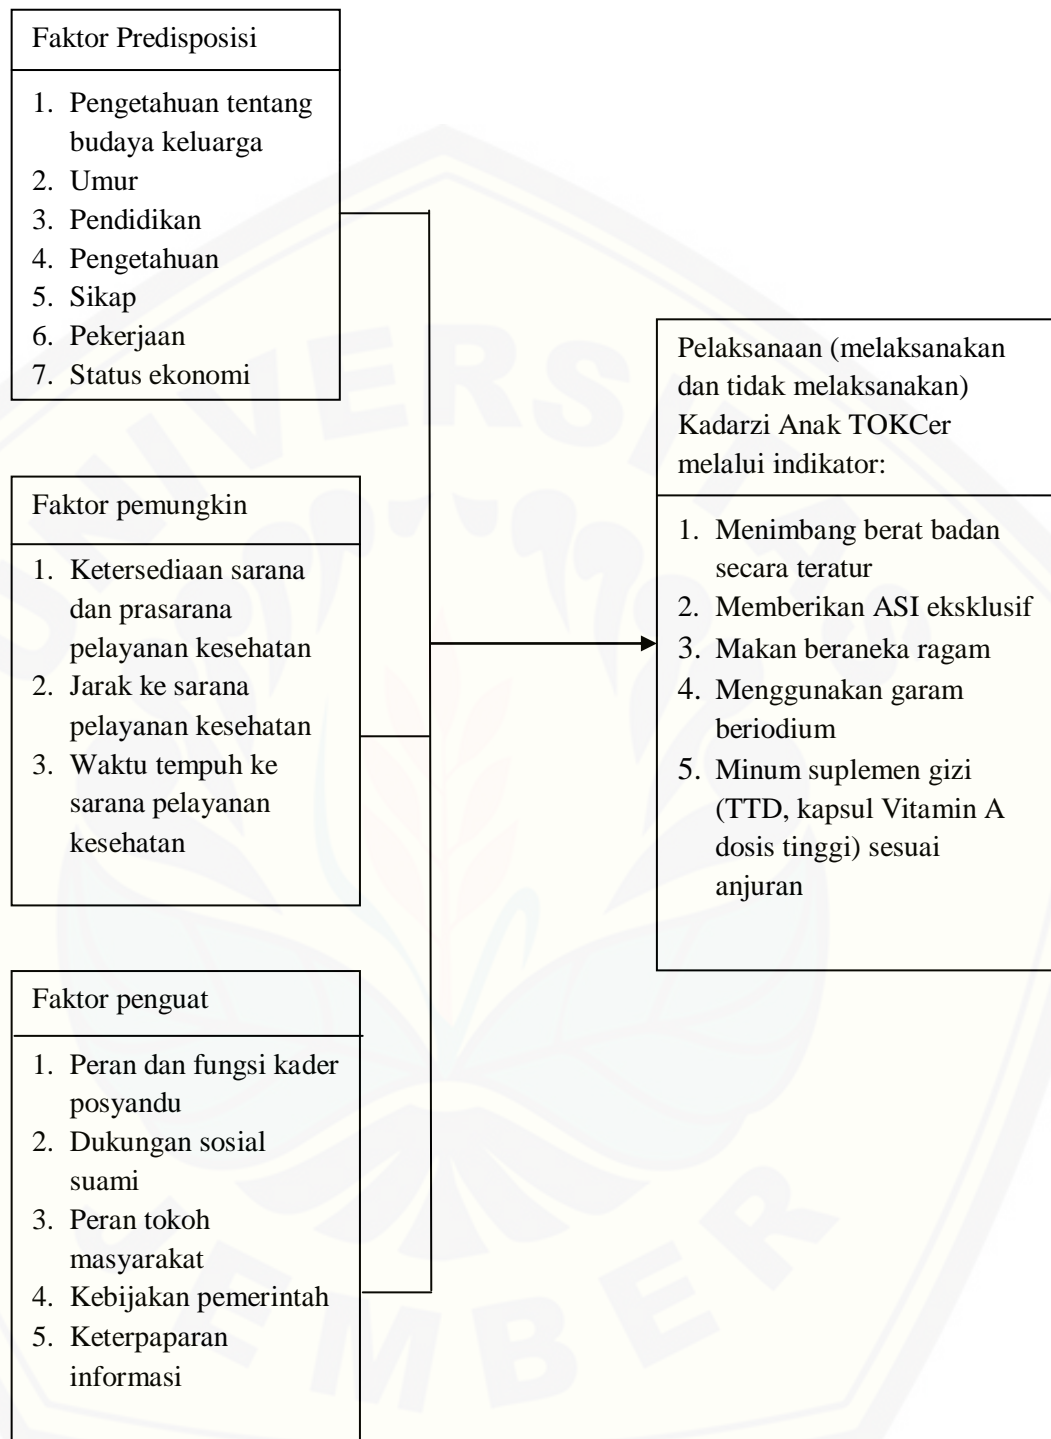 Faktor Predisposisi
1. Pengetahuan tentang
budaya keluarga
2. Umur
3. Pendidikan
4. Pengetahuan
5. Sikap
6. Pekerjaan
7. Status ekonomi
Faktor pemungkin
1. Ketersediaan sarana
dan prasarana
pelayanan kesehatan
2. Jarak ke sarana
pelayanan kesehatan
3. Waktu tempuh ke
sarana pelayanan
kesehatan
Faktor penguat
1. Peran dan fungsi kader
posyandu
2. Dukungan sosial
suami
3. Peran tokoh
masyarakat
4. Kebijakan pemerintah
5. Keterpaparan
informasi
Pelaksanaan (melaksanakan
dan tidak melaksanakan)
Kadarzi Anak TOKCer
melalui indikator:
1. Menimbang berat badan
secara teratur
2. Memberikan ASI eksklusif
3. Makan beraneka ragam
4. Menggunakan garam
beriodium
5. Minum suplemen gizi
(TTD, kapsul Vitamin A
dosis tinggi) sesuai
anjuran
UNIVERSITAS
JEMBER